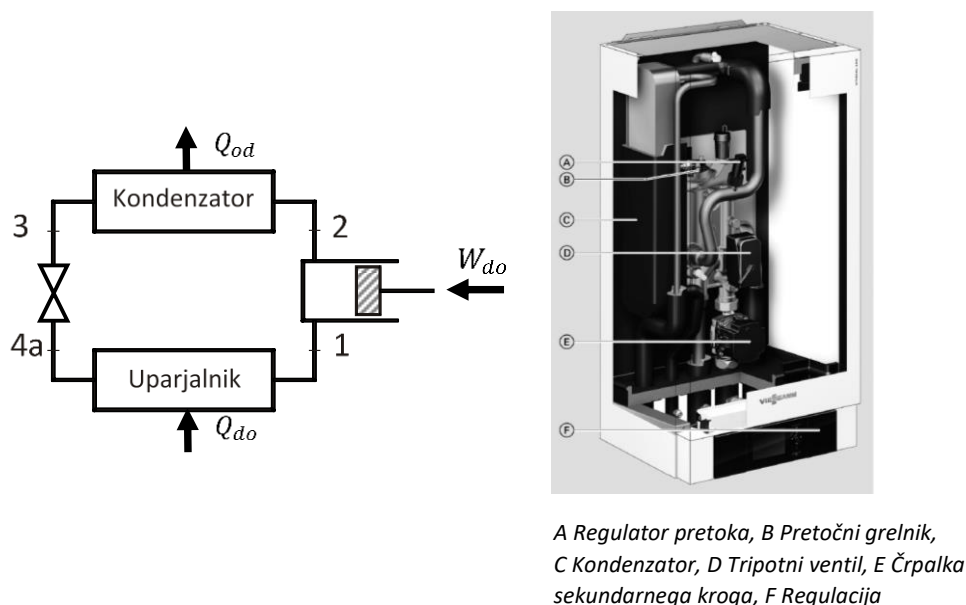 Q_od
Kondenzator
3
2
W_do
4a
1
Uparjalnik
Q_do
A
B
C
D
E
VIESMANN
F
A Regulator pretoka, B Pretočni grelnik,
C Kondenzator, D Tripotni ventil, E Črpalka
sekundarnega kroga, F Regulacija